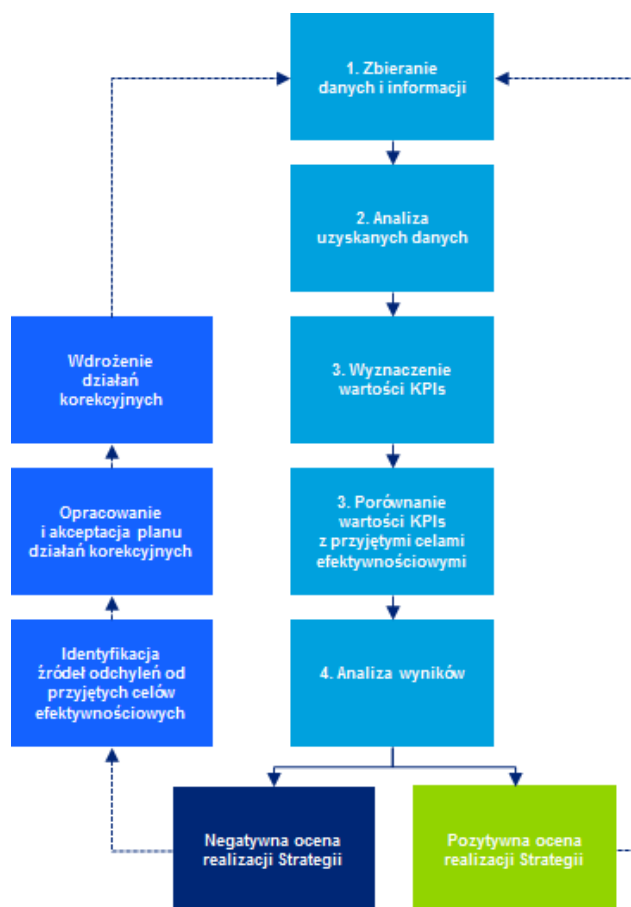 1. Zbieranie
danych i informacji
2. Analiza
uzyskanych danych
3. Wyznaczenie
wartości KPIs
3. Porównanie
wartości KPIs
z przyjętymi celami
efektywnościowymi
4. Analiza wyników
Negatywna ocena
realizacji Strategii
Pozytywna ocena
realizacji Strategii
Identyfikacja
źródeł odchyleń od
przyjętych celów
efektywnościowych
Opracowanie
i akceptacja planu
działań korekcyjnych
Wdrożenie
działań
korekcyjnych